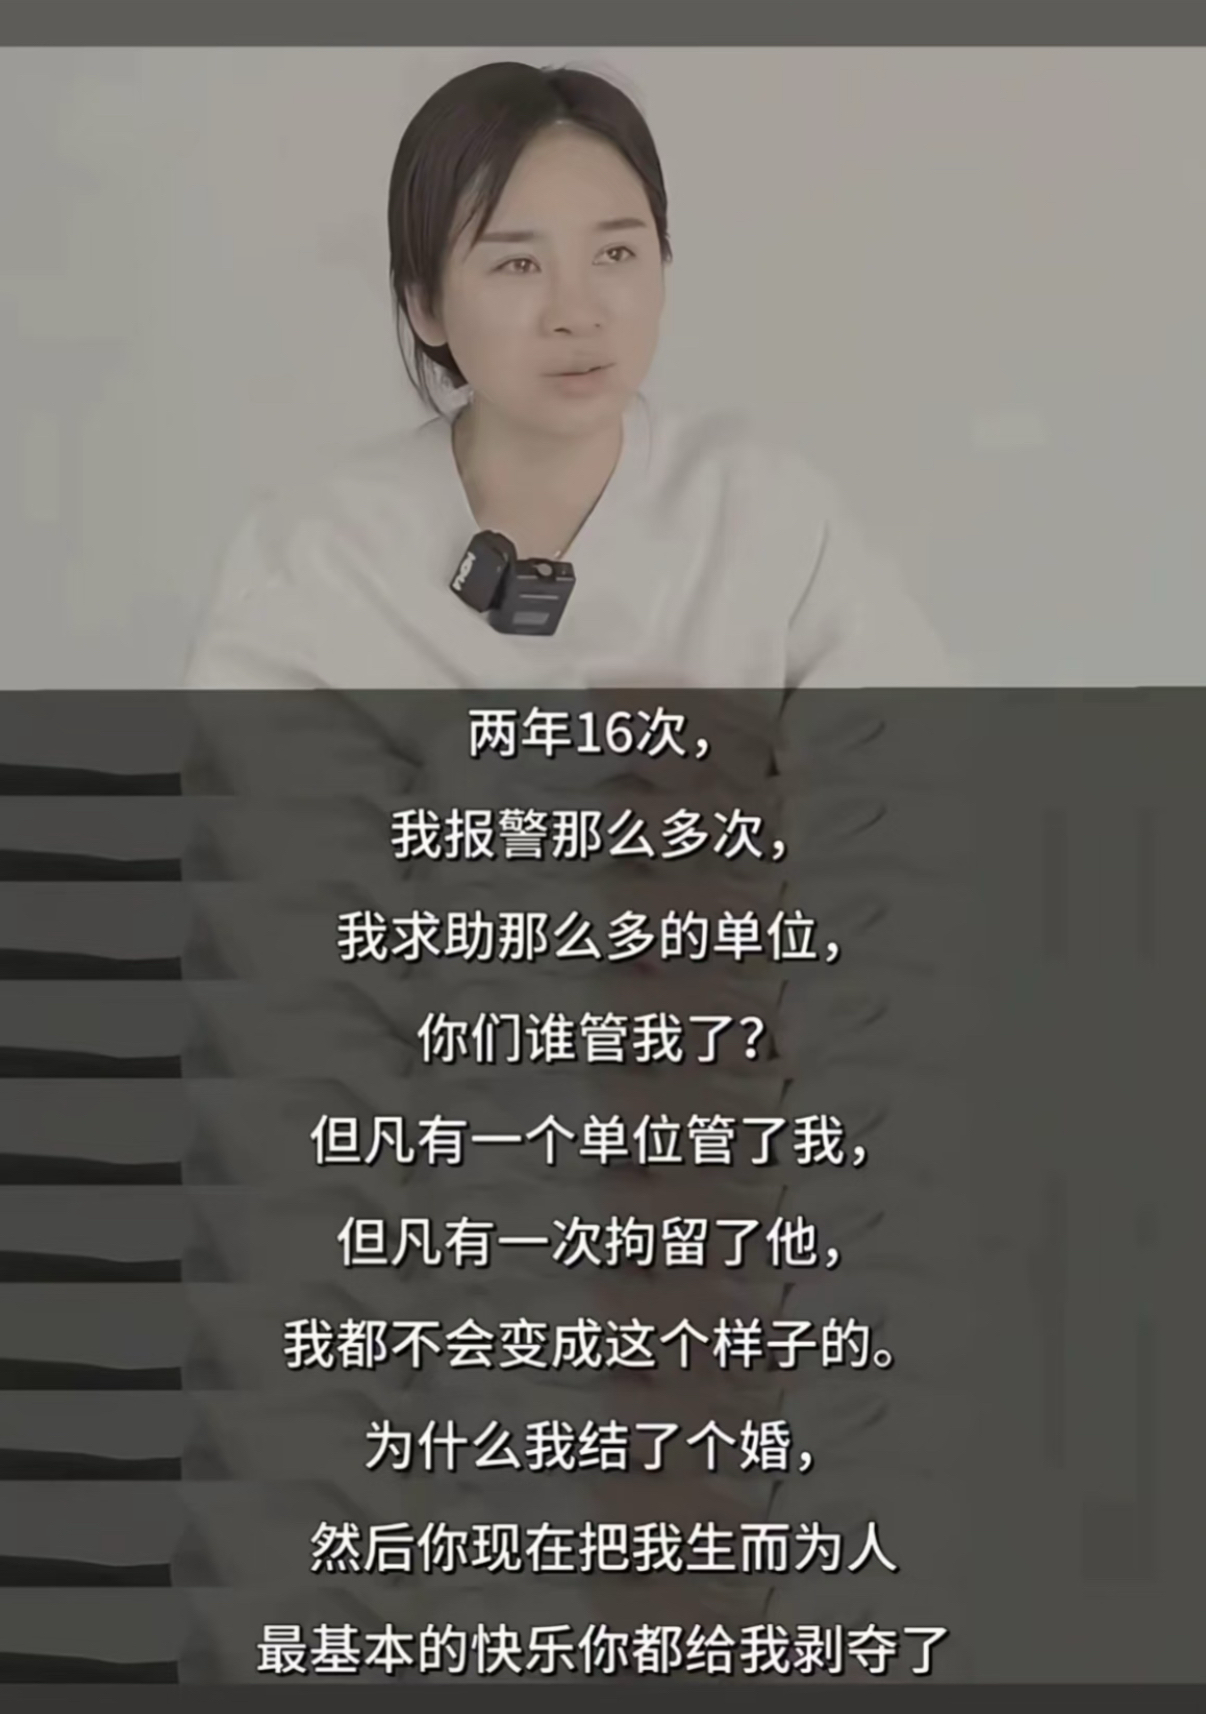 两年16次，
我报警那么多次，
我求助那么多的单位，
你们谁管我了？
但凡有一个单位管了我，
但凡有一次拘留了他，
我都不会变成这个样子的。
为什么我结了个婚，
然后你现在把我生而为人
最基本的快乐你都给我剥夺了